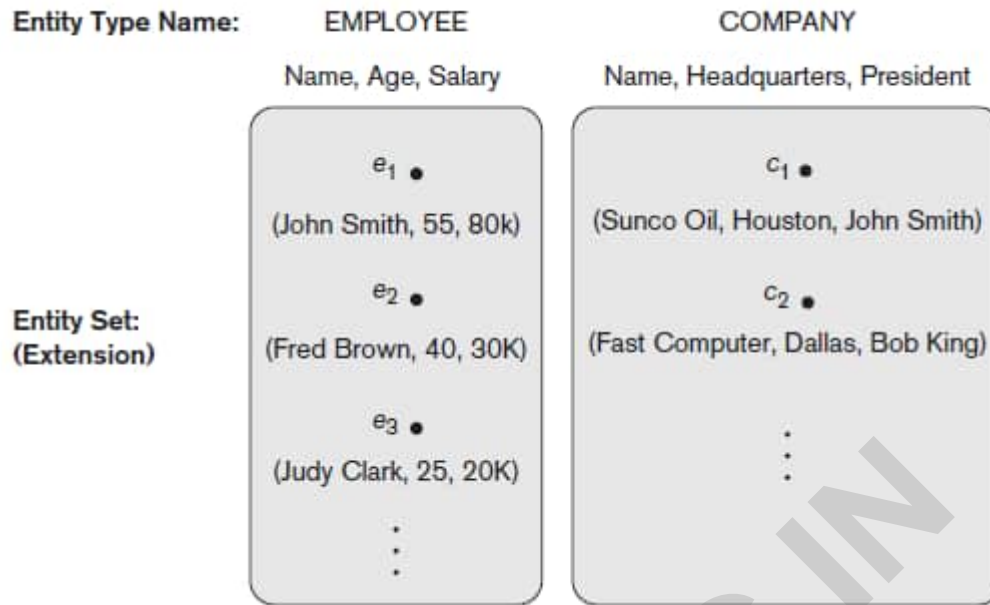 Entity Type Name: EMPLOYEE COMPANY
Name, Age, Salary Name, Headquarters, President
e1 • c1 •
(John Smith, 55, 80k) (Sunco Oil, Houston, John Smith)
e2 • c2 •
Entity Set:
(Extension)
(Fred Brown, 40, 30K) (Fast Computer, Dallas, Bob King)
e3 •
(Judy Clark, 25, 20K)
IN